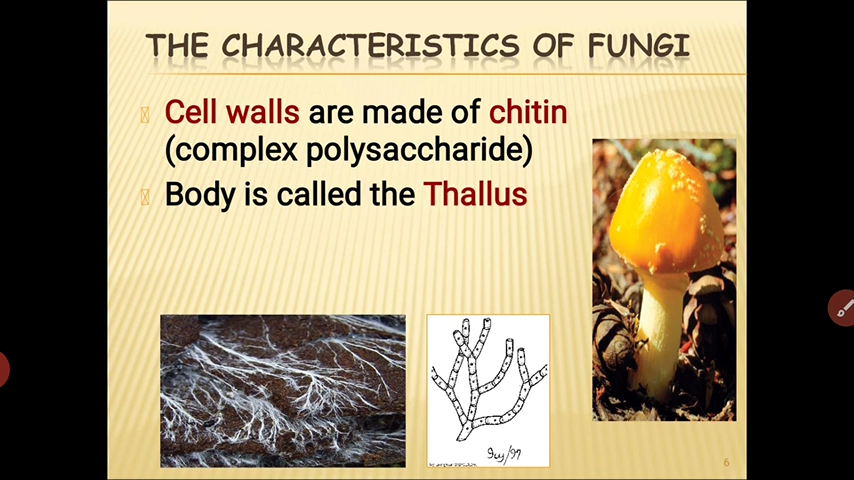 THE CHARACTERISTICS OF FUNGI
Cell walls are made of chitin
(complex polysaccharide)
Body is called the Thallus
6